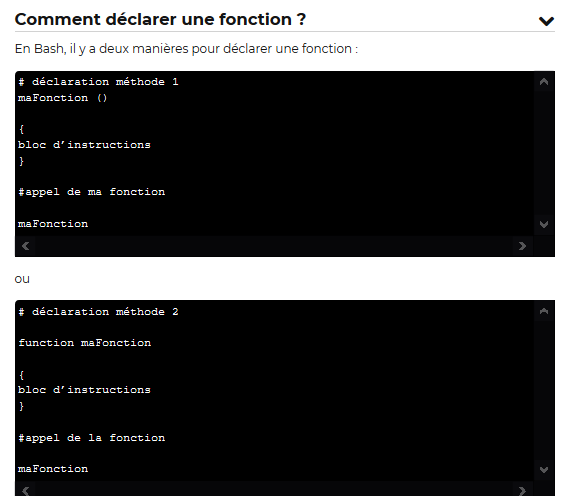 Comment déclarer une fonction ?
En Bash, il y a deux manières pour déclarer une fonction :
# déclaration méthode 1
maFonction ()
{
bloc d’instructions
}
#appel de ma fonction
maFonction
ou
# déclaration méthode 2
function maFonction
{
bloc d’instructions
}
#appel de la fonction
maFonction